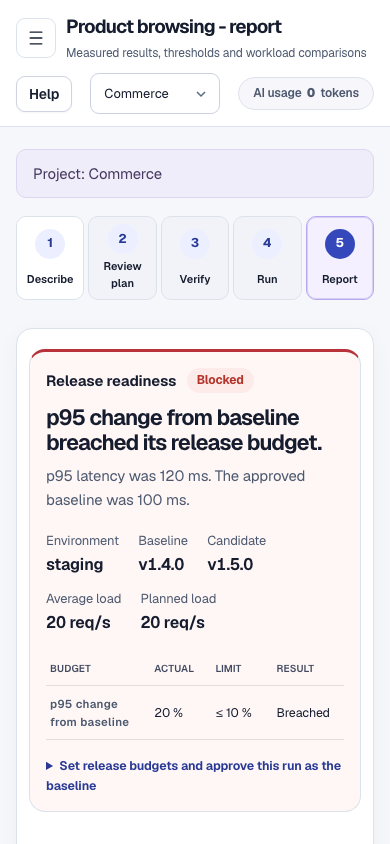 ☰
Product browsing - report
Measured results, thresholds and workload comparisons
Help
Commerce
AI usage 0 tokens
Project: Commerce
1
Describe
2
Review
plan
3
Verify
4
Run
5
Report
Release readiness Blocked
p95 change from baseline
breached its release budget.
p95 latency was 120 ms. The approved
baseline was 100 ms.
Environment Baseline Candidate
staging v1.4.0 v1.5.0
Average load Planned load
20 req/s 20 req/s
BUDGET ACTUAL LIMIT RESULT
p95 change
from baseline
20 % ≤ 10 % Breached
▶ Set release budgets and approve this run as the
baseline